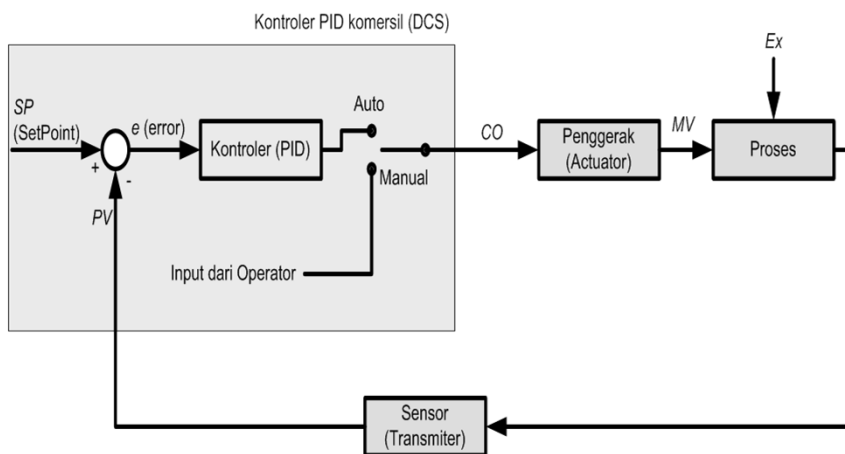 Kontroler PID komersil (DCS)
SP
(SetPoint)
e (error)
+
-
PV
Kontroler (PID)
Auto
Manual
Input dari Operator
CO
Penggerak
(Actuator)
MV
Ex
Proses
Sensor
(Transmiter)